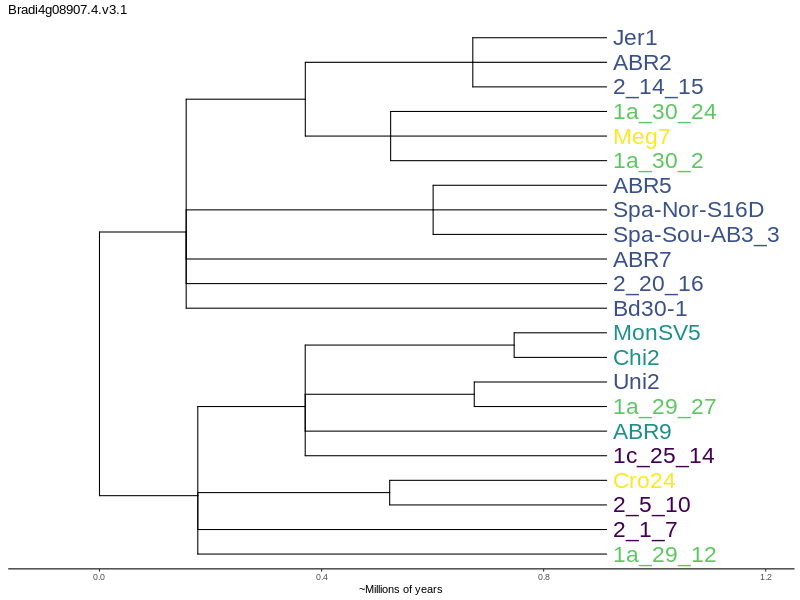 Bradi4g08907.4.v3.1
Jer1
ABR2
2_14_15
1a_30_24
Meg7
1a_30_2
ABR5
Spa-Nor-S16D
Spa-Sou-AB3_3
ABR7
2_20_16
Bd30-1
MonSV5
Chi2
Uni2
1a_29_27
ABR9
1c_25_14
Cro24
2_5_10
2_1_7
1a_29_12
0.0 0.4 0.8 1.2
~Millions of years